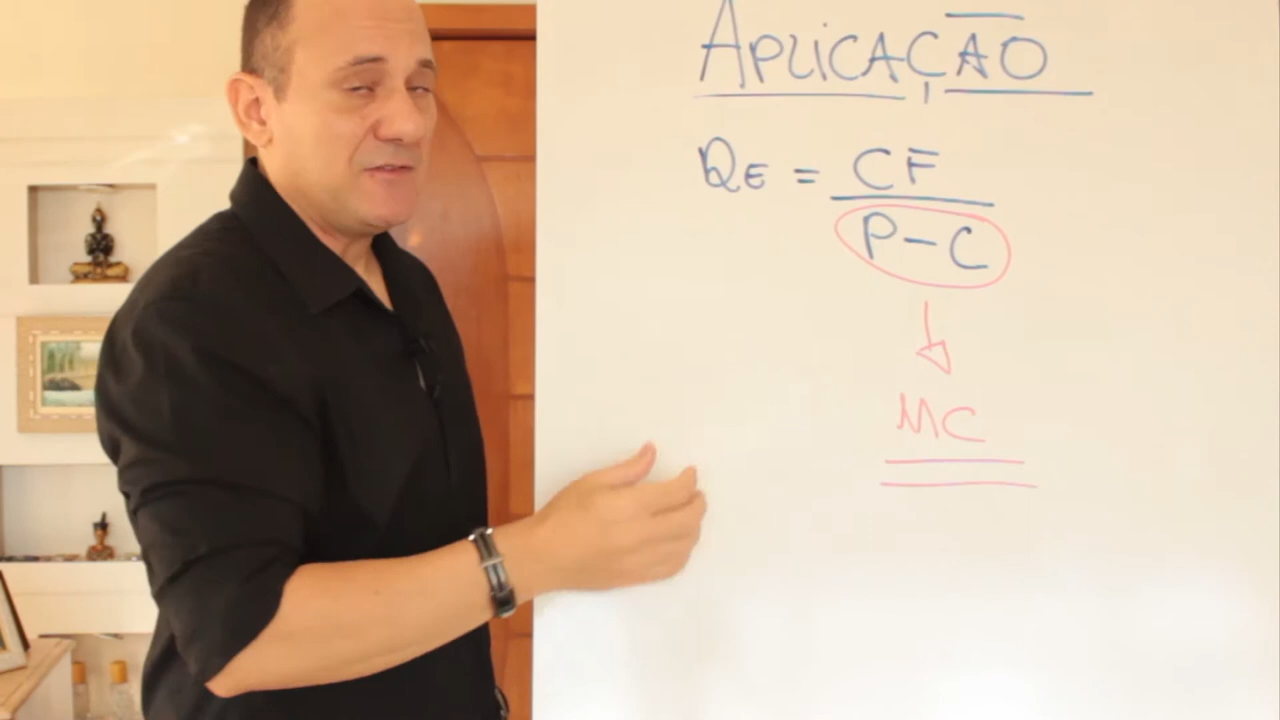 APLICAÇÃO
QE = CF
P-C
MC